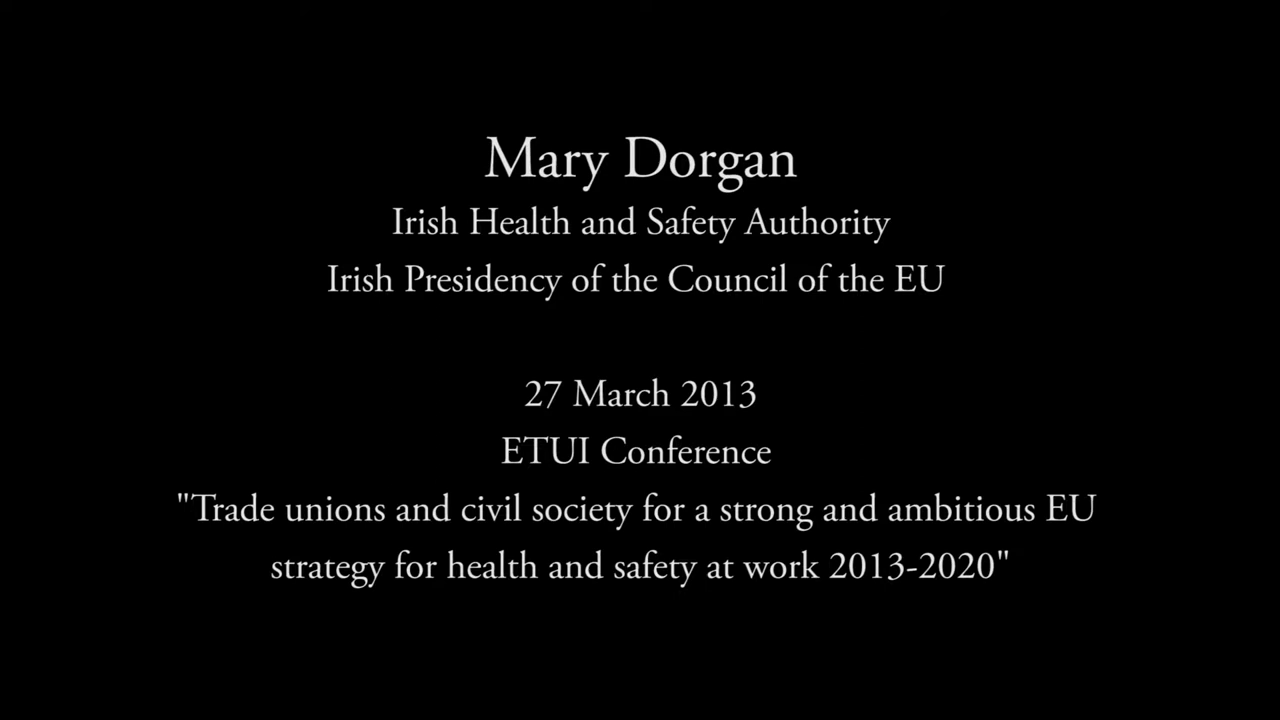 Mary Dorgan
Irish Health and Safety Authority
Irish Presidency of the Council of the EU
27 March 2013
ETUI Conference
"Trade unions and civil society for a strong and ambitious EU
strategy for health and safety at work 2013-2020"